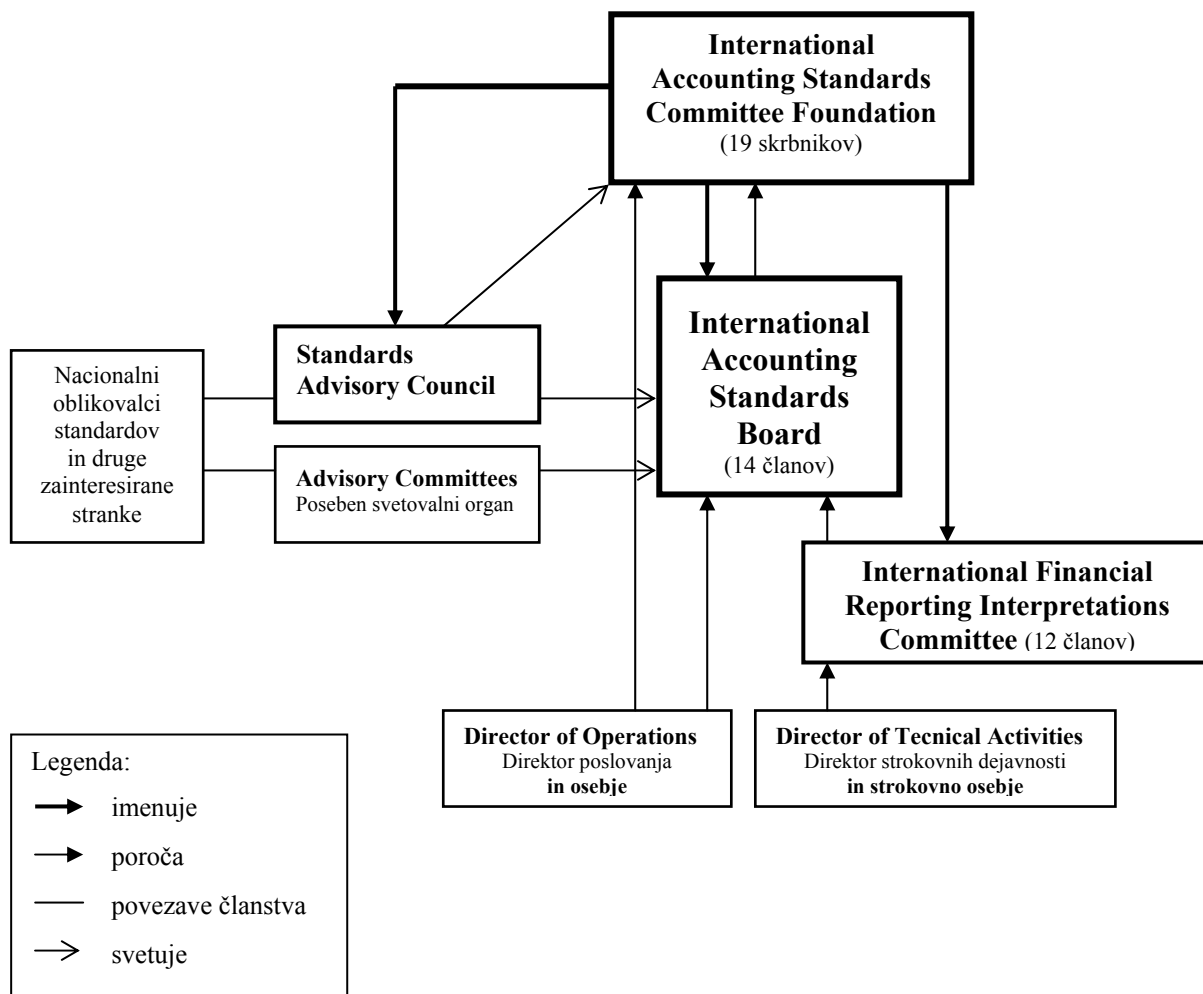 International
Accounting Standards
Committee Foundation
(19 skrbnikov)
International
Accounting
Standards
Board
(14 članov)
Standards
Advisory Council
Nacionalni
oblikovalci
standardov
in druge
zainteresirane
stranke
Advisory Committees
Poseben svetovalni organ
International Financial
Reporting Interpretations
Committee (12 članov)
Director of Operations
Direktor poslovanja
in osebje
Director of Tecnical Activities
Direktor strokovnih dejavnosti
in strokovno osebje
Legenda:
imenuje
poroča
povezave članstva
svetuje